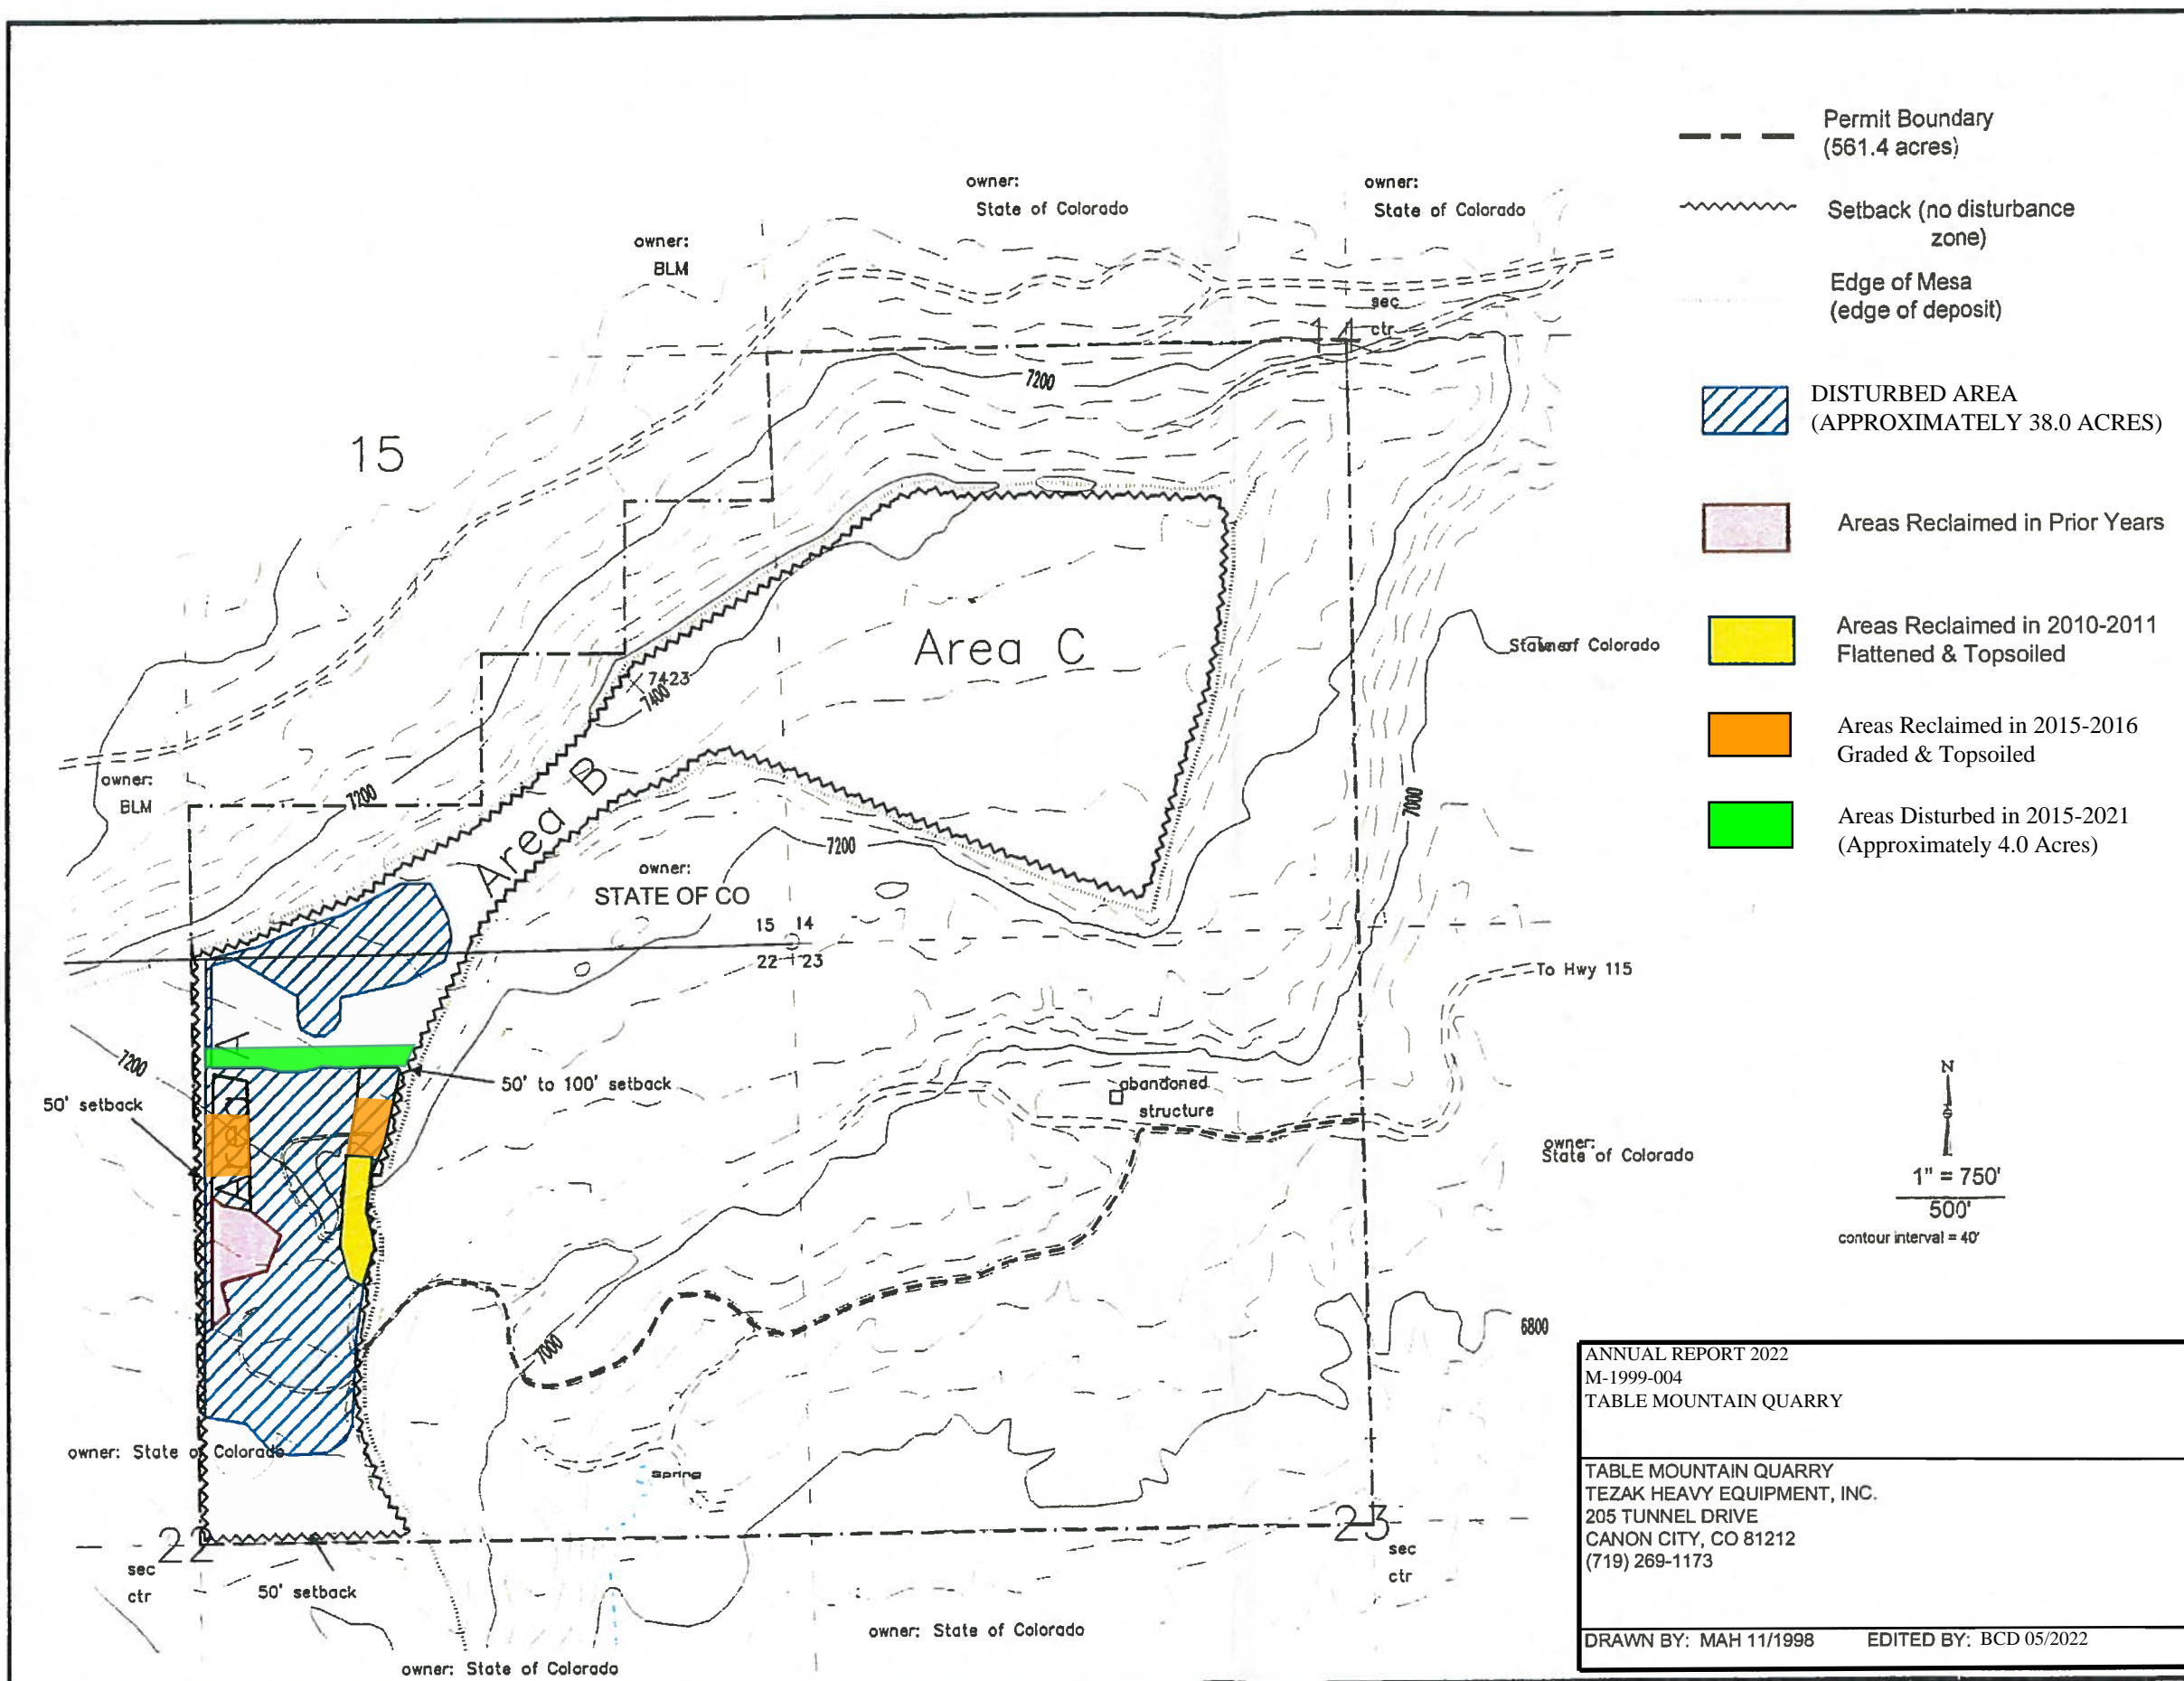 owner:
State of Colorado
owner:
State of Colorado
owner:
BLM
sec
14
ctr
7200
15
7423
7400
Area C
State of Colorado
owner:
BLM
7200
Area B
7000
7200
owner:
STATE OF CO
15 14
22 23
To Hwy 115
7200
50' setback
50' to 100' setback
Area A
abandoned
structure
owner:
State of Colorado
7000
6800
owner: State of Colorado
spring
22
sec
ctr
50' setback
23
sec
ctr
owner: State of Colorado
owner: State of Colorado
Permit Boundary
(561.4 acres)
Setback (no disturbance
zone)
Edge of Mesa
(edge of deposit)
DISTURBED AREA
(APPROXIMATELY 38.0 ACRES)
Areas Reclaimed in Prior Years
Areas Reclaimed in 2010-2011
Flattened & Topsoiled
Areas Reclaimed in 2015-2016
Graded & Topsoiled
Areas Disturbed in 2015-2021
(Approximately 4.0 Acres)
N
1" = 750'
500'
contour interval = 40'
ANNUAL REPORT 2022
M-1999-004
TABLE MOUNTAIN QUARRY
TABLE MOUNTAIN QUARRY
TEZAK HEAVY EQUIPMENT, INC.
205 TUNNEL DRIVE
CANON CITY, CO 81212
(719) 269-1173
DRAWN BY: MAH 11/1998 EDITED BY: BCD 05/2022